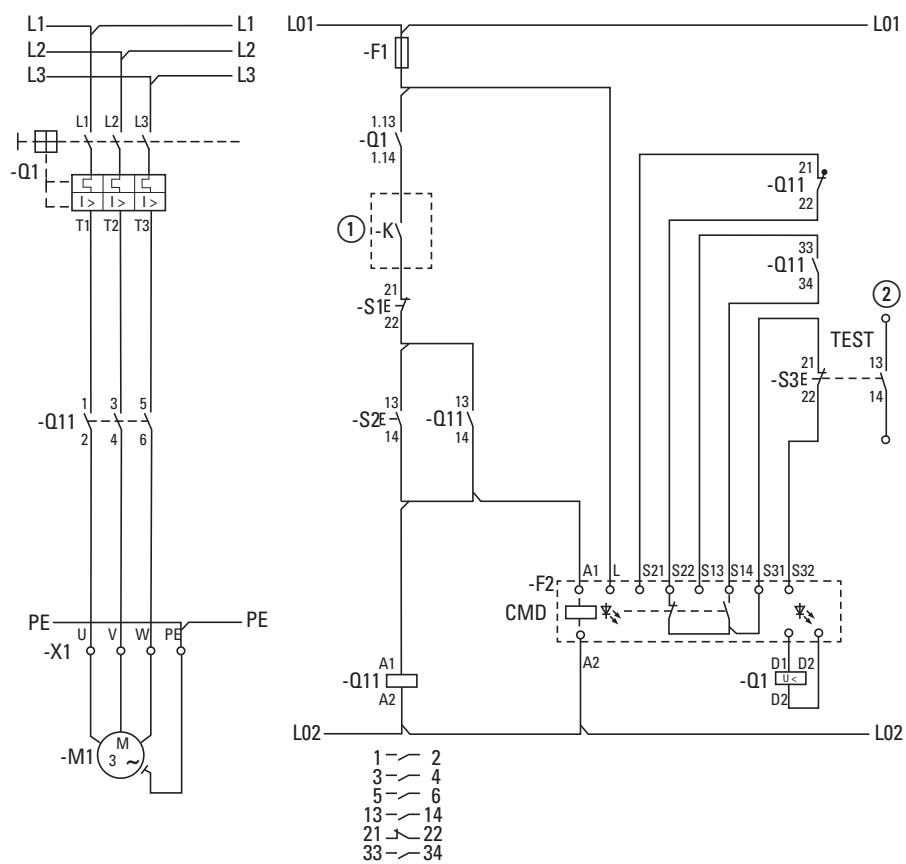 L1 L1
L2 L2
L3 L3
L1 L2 L3
-Q1
I > I > I >
T1 T2 T3
1 3 5
-Q11
2 4 6
PE PE
U V W PE
-X1
-M1
M
3 ~
L01 L01
-F1
1.13
-Q1
1.14
1
-K
21
-S1E
22
13
-S2E
14
13
-Q11
14
A1
-Q11
A2
L02 L02
1 2
3 4
5 6
13 14
21 22
33 34
21
-Q11
22
33
-Q11
34
2
TEST
21
-S3E
22
13
14
A1 L S21 S22 S13 S14 S31 S32
-F2
CMD
A2
D1 D2
-Q1
U <
D2